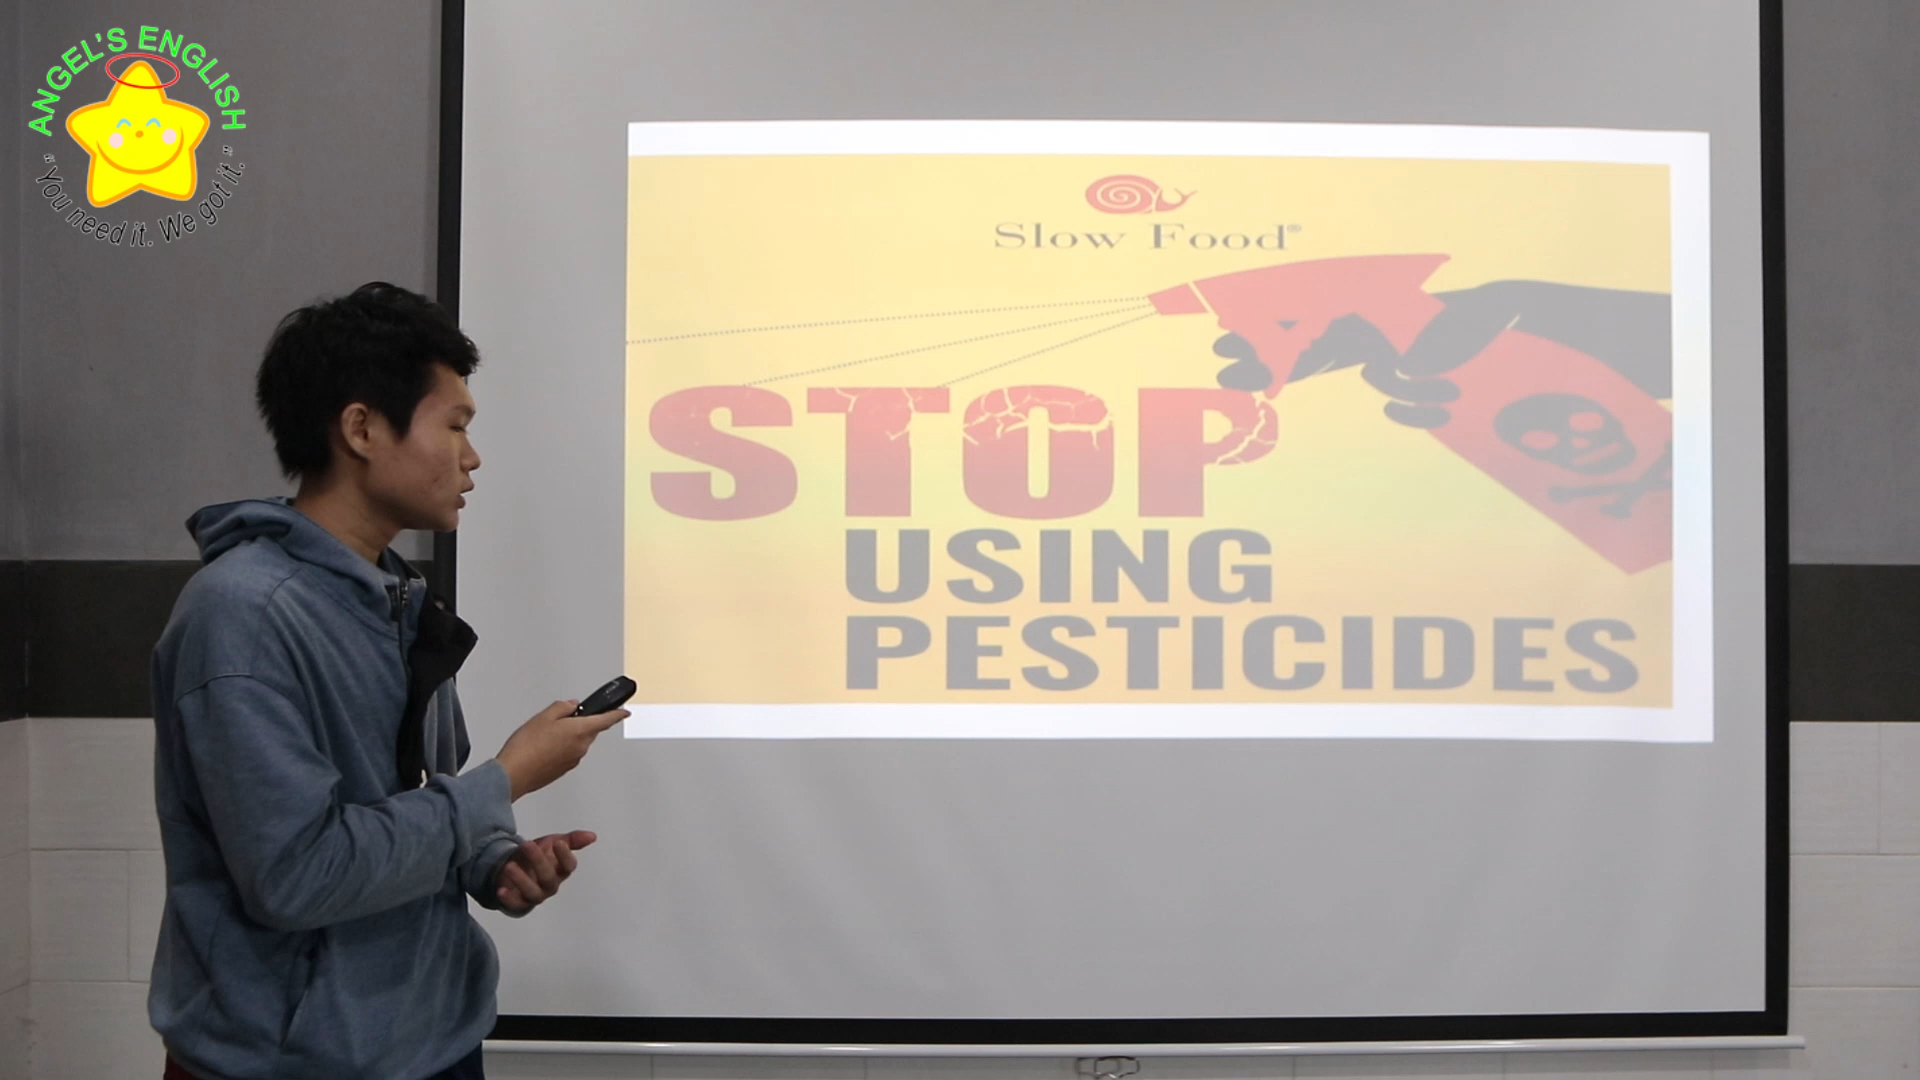 ANGEL'S ENGLISH
"You need it. We got it."
Slow Food®
STOP
USING
PESTICIDES